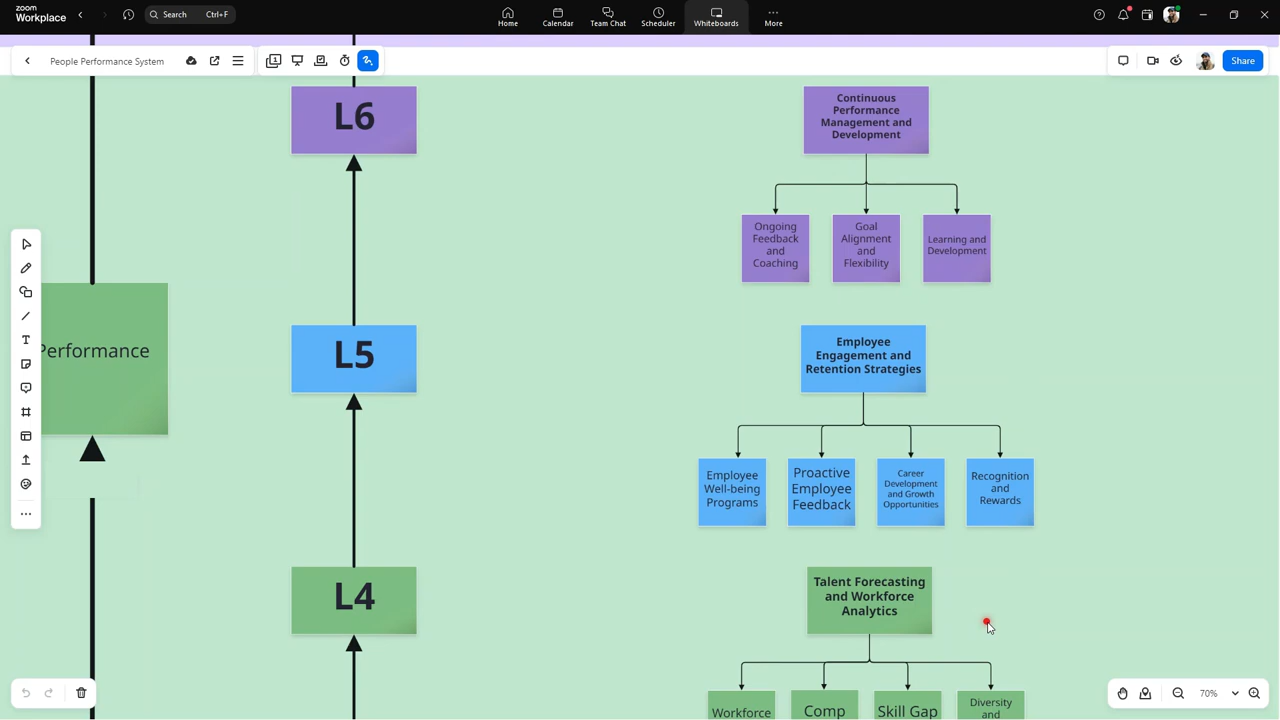 zoom
Workplace
Search
Ctrl+F
Home
Calendar
Team Chat
Scheduler
Whiteboards
More
People Performance System
1
Share
L6
Continuous
Performance
Management and
Development
Ongoing
Feedback
and
Coaching
Goal
Alignment
and
Flexibility
Learning and
Development
Performance
L5
Employee
Engagement and
Retention Strategies
Employee
Well-being
Programs
Proactive
Employee
Feedback
Career
Development
and Growth
Opportunities
Recognition
and
Rewards
L4
Talent Forecasting
and Workforce
Analytics
Workforce
Comp
Skill Gap
Diversity
and
70%